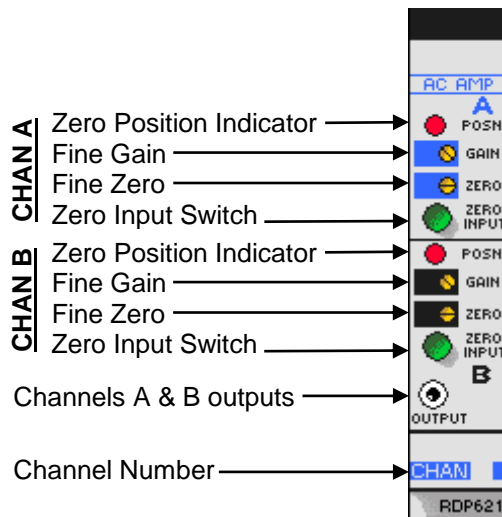 AC AMP
A
CHAN A
Zero Position Indicator
POSN
Fine Gain
GAIN
Fine Zero
ZERO
Zero Input Switch
ZERO
INPUT
CHAN B
Zero Position Indicator
POSN
Fine Gain
GAIN
Fine Zero
ZERO
Zero Input Switch
ZERO
INPUT
B
Channels A & B outputs
OUTPUT
Channel Number
CHAN
RDP621